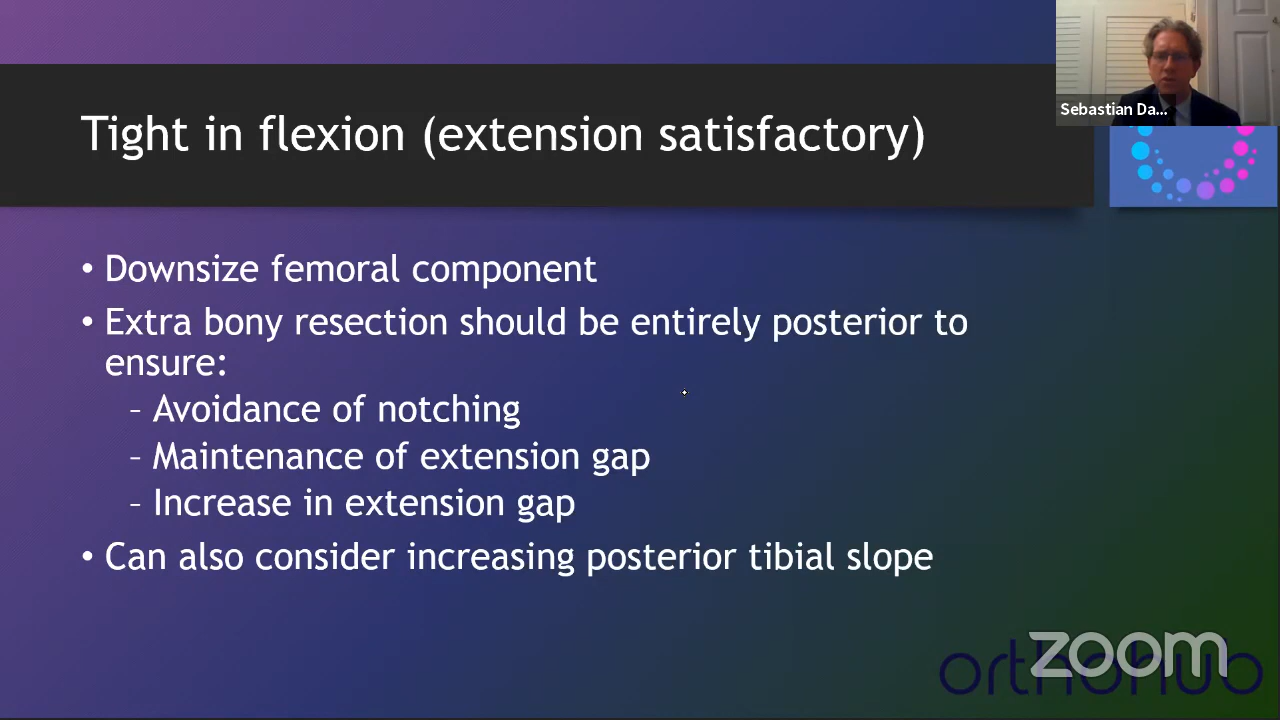 Sebastian Da...
Tight in flexion (extension satisfactory)
• Downsize femoral component
• Extra bony resection should be entirely posterior to
ensure:
– Avoidance of notching
– Maintenance of extension gap
– Increase in extension gap
• Can also consider increasing posterior tibial slope
zoom
orthohub